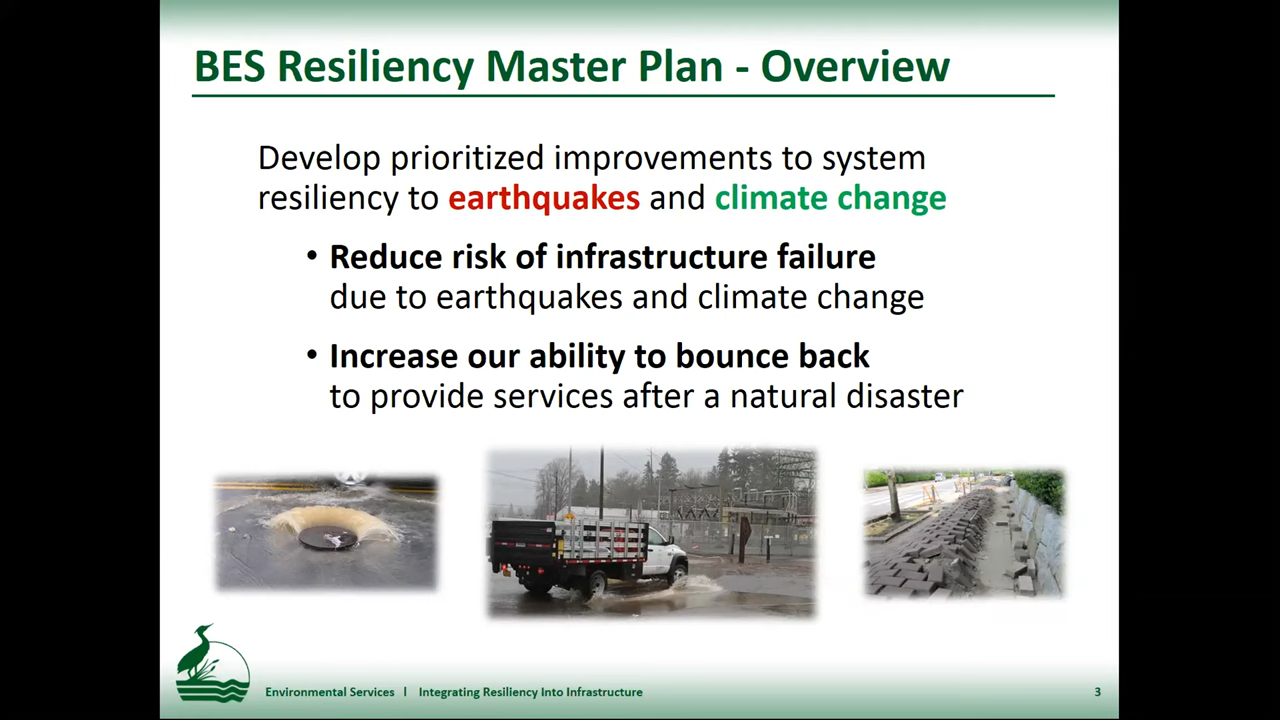 BES Resiliency Master Plan - Overview
Develop prioritized improvements to system
resiliency to earthquakes and climate change
• Reduce risk of infrastructure failure
due to earthquakes and climate change
• Increase our ability to bounce back
to provide services after a natural disaster
Environmental Services | Integrating Resiliency Into Infrastructure
3